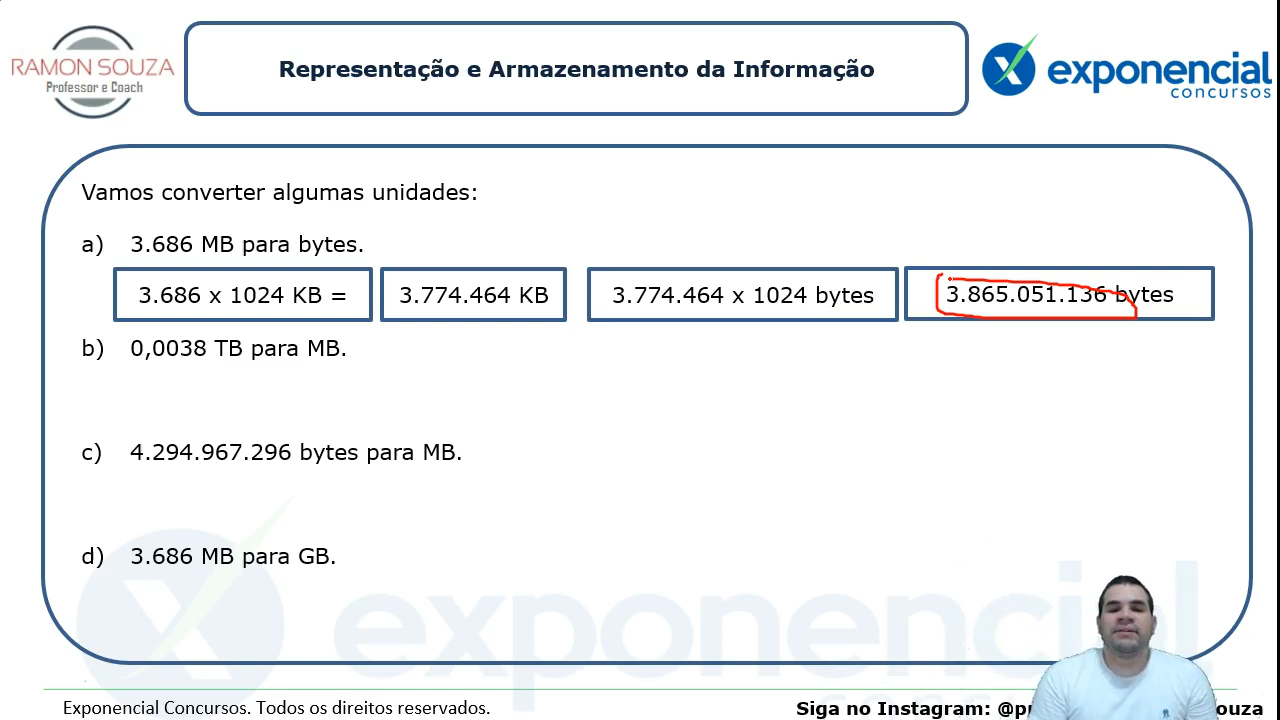 RAMON SOUZA
Professor e Coach
Representação e Armazenamento da Informação
exponencial
concursos
Vamos converter algumas unidades:
a) 3.686 MB para bytes.
3.686 x 1024 KB = 3.774.464 KB 3.774.464 x 1024 bytes 3.865.051.136 bytes
b) 0,0038 TB para MB.
c) 4.294.967.296 bytes para MB.
d) 3.686 MB para GB.
exponencial
concursos
Exponencial Concursos. Todos os direitos reservados.
Siga no Instagram: